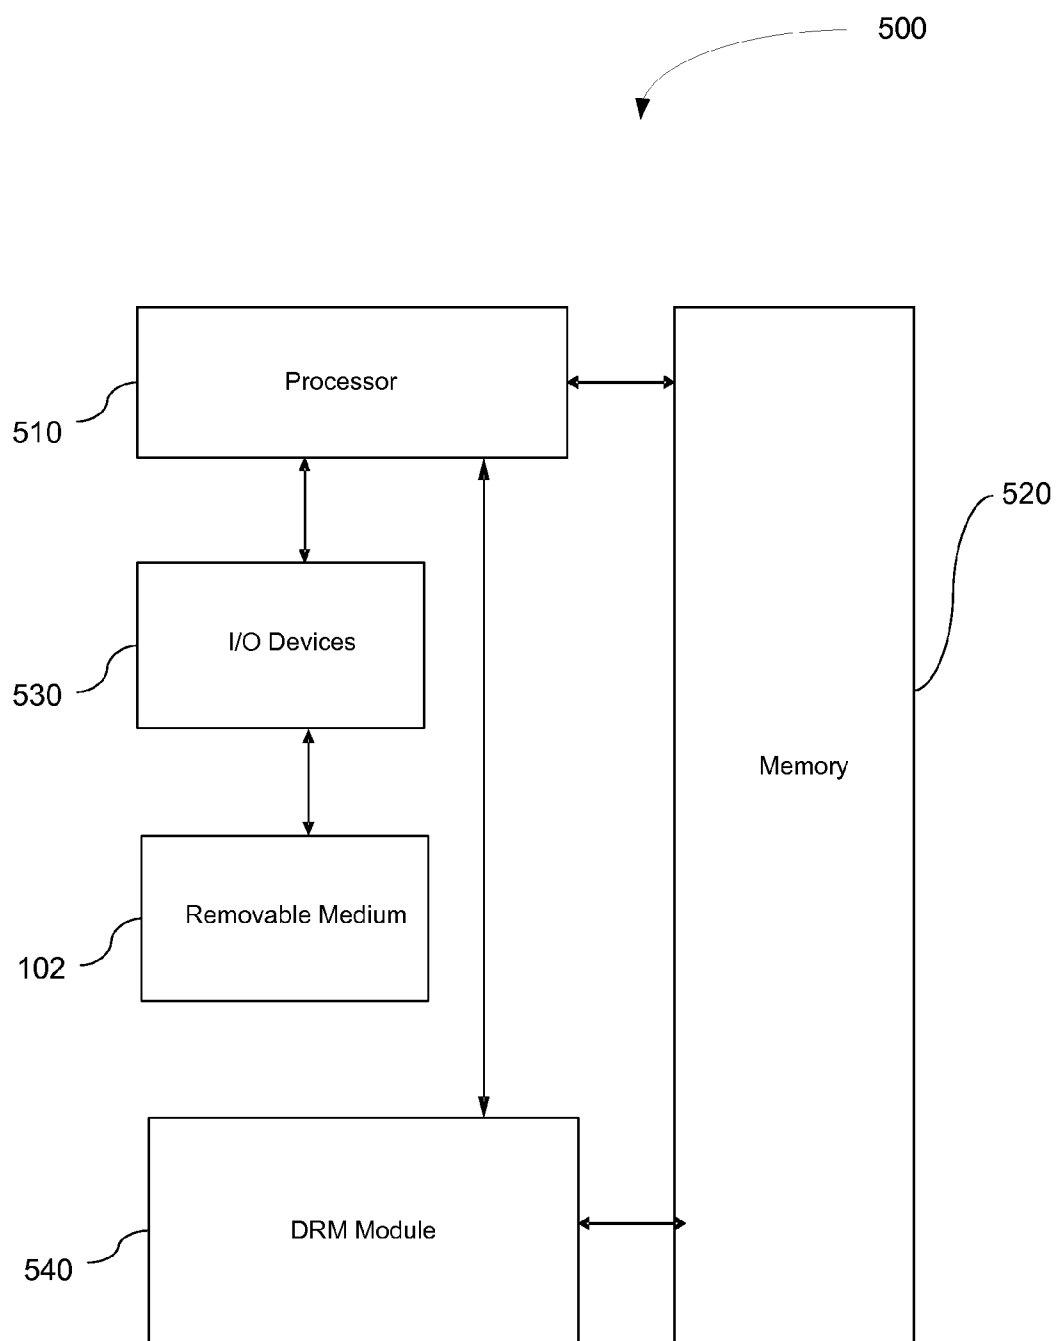 500
Processor
510
520
I/O Devices
530
Memory
Removable Medium
102
DRM Module
540